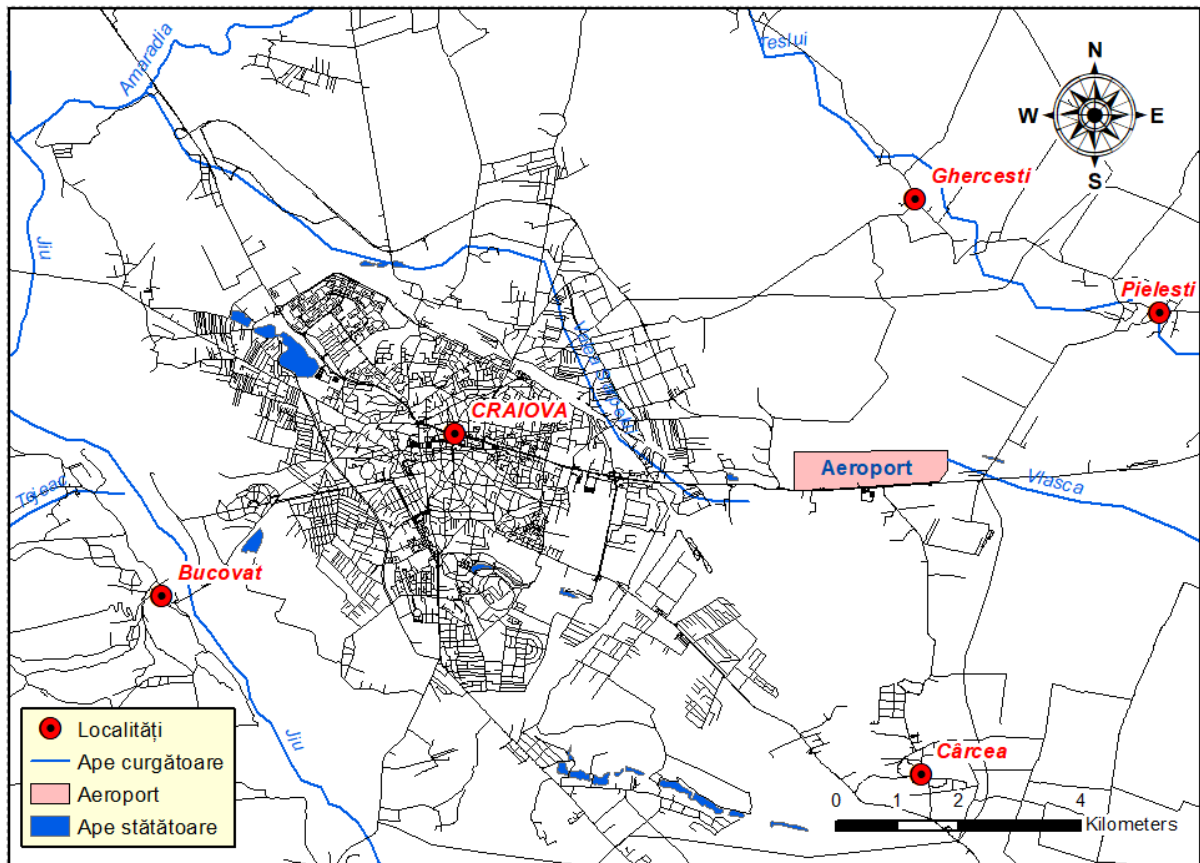 Teslui
Amaradia
N
W E
S
Ghercesti
Jiu
Pielesti
CRAIOVA
Aeroport
Vlasca
Bucovat
Jiu
Cârcea
Localități
Ape curgătoare
Aeroport
Ape stătătoare
0 1 2 4
Kilometers